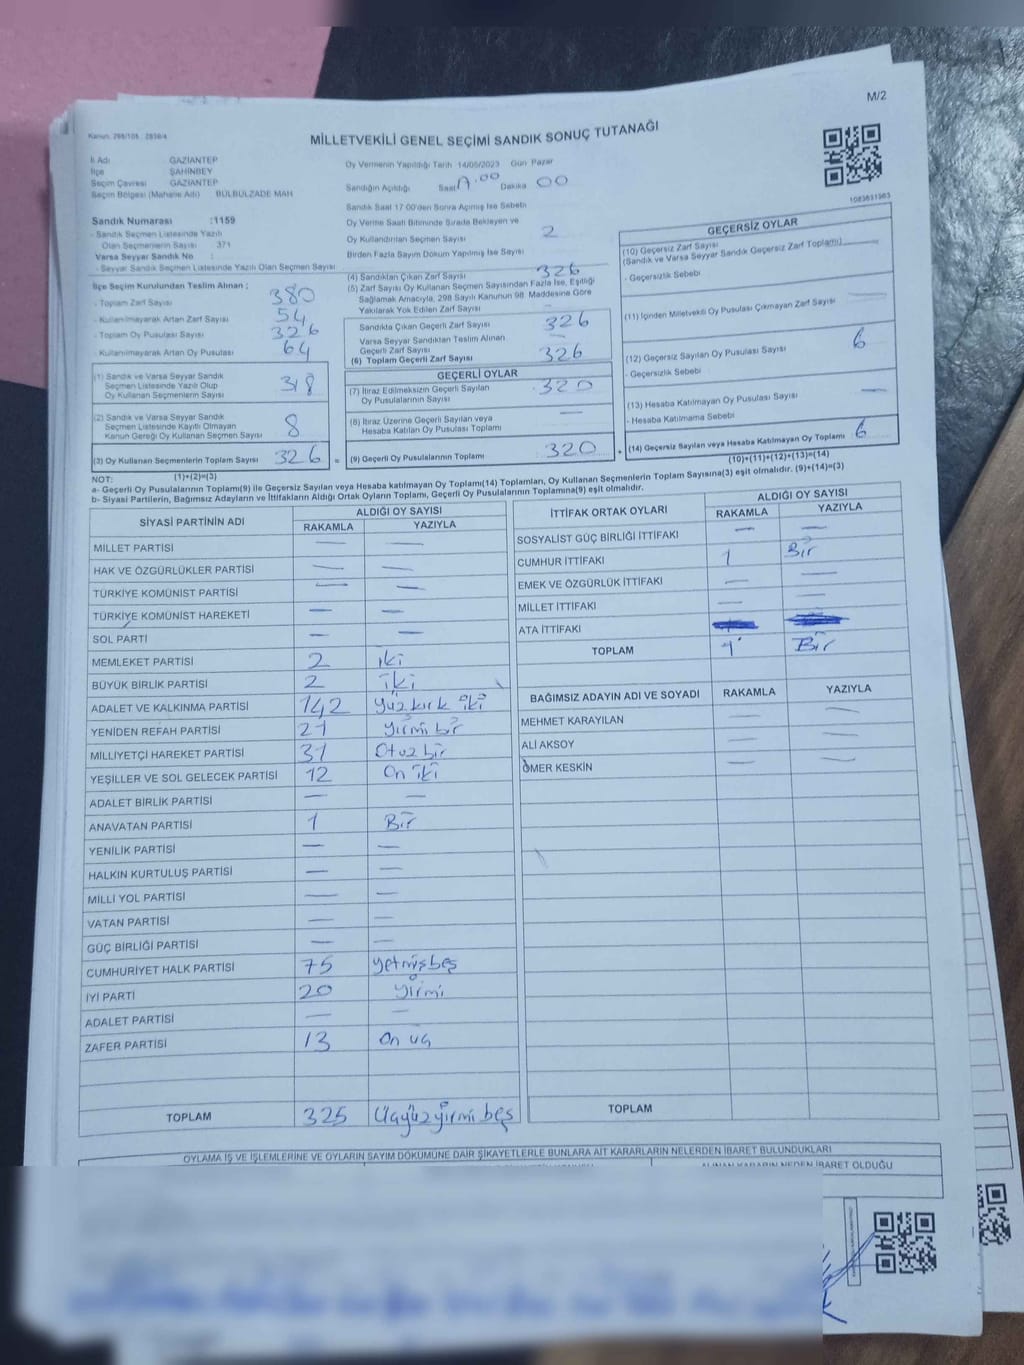 M/2
Kanun: 298/105 2839/4
MİLLETVEKİLİ GENEL SEÇİMİ SANDIK SONUÇ TUTANAĞI
İl Adı GAZİANTEP
İlçe ŞAHİNBEY
Seçim Çevresi GAZİANTEP
Seçim Bölgesi (Mahalle Adı) BÜLBÜLZADE MAH
Sandık Numarası :1159
- Sandık Seçmen Listesinde Yazılı
Olan Seçmenlerin Sayısı 371
Varsa Seyyar Sandık No :
- Seyyar Sandık Seçmen Listesinde Yazılı Olan Seçmen Sayısı
Oy Vermenin Yapıldığı Tarih 14/05/2023 Gün Pazar
Sandığın Açıldığı Saat Dakika 00
Sandık Saat 17:00'den Sonra Açılmış İse Sebebi
Oy Verme Saati Bitiminde Sırada Bekleyen ve
Oy Kullandırılan Seçmen Sayısı 2
Birden Fazla Sayım Döküm Yapılmış İse Sayısı
1083631963
İlçe Seçim Kurulundan Teslim Alınan ;
- Toplam Zarf Sayısı 380
- Kullanılmayarak Artan Zarf Sayısı 54
- Toplam Oy Pusulası Sayısı 326
- Kullanılmayarak Artan Oy Pusulası 64
(1) Sandık ve Varsa Seyyar Sandık
Seçmen Listesinde Yazılı Olup
Oy Kullanan Seçmenlerin Sayısı 318
(2) Sandık ve Varsa Seyyar Sandık
Seçmen Listesinde Kayıtlı Olmayan
Kanun Gereği Oy Kullanan Seçmen Sayısı 8
(3) Oy Kullanan Seçmenlerin Toplam Sayısı 326 =
(1)+(2)=(3)
(4) Sandıktan Çıkan Zarf Sayısı 326
(5) Zarf Sayısı Oy Kullanan Seçmen Sayısından Fazla İse, Eşitliği
Sağlamak Amacıyla, 298 Sayılı Kanunun 98. Maddesine Göre
Yakılarak Yok Edilen Zarf Sayısı —
Sandıkta Çıkan Geçerli Zarf Sayısı 326
Varsa Seyyar Sandıktan Teslim Alınan
Geçerli Zarf Sayısı —
(6) Toplam Geçerli Zarf Sayısı 326
GEÇERLİ OYLAR
(7) İtiraz Edilmeksizin Geçerli Sayılan
Oy Pusulalarının Sayısı 320
(8) İtiraz Üzerine Geçerli Sayılan veya
Hesaba Katılan Oy Pusulası Toplamı —
(9) Geçerli Oy Pusulalarının Toplamı 320 +
GEÇERSİZ OYLAR
(10) Geçersiz Zarf Sayısı
(Sandık ve Varsa Seyyar Sandık Geçersiz Zarf Toplamı) —
- Geçersizlik Sebebi
(11) İçinden Milletvekili Oy Pusulası Çıkmayan Zarf Sayısı —
(12) Geçersiz Sayılan Oy Pusulası Sayısı 6
- Geçersizlik Sebebi
(13) Hesaba Katılmayan Oy Pusulası Sayısı —
- Hesaba Katılmama Sebebi
(14) Geçersiz Sayılan veya Hesaba Katılmayan Oy Toplamı 6
(10)+(11)+(12)+(13)=(14)
NOT:
a- Geçerli Oy Pusulalarının Toplamı(9) ile Geçersiz Sayılan veya Hesaba katılmayan Oy Toplamı(14) Toplamları, Oy Kullanan Seçmenlerin Toplam Sayısına(3) eşit olmalıdır. (9)+(14)=(3)
b- Siyasi Partilerin, Bağımsız Adayların ve İttifakların Aldığı Ortak Oyların Toplamı, Geçerli Oy Pusulalarının Toplamına(9) eşit olmalıdır.
SİYASİ PARTİNİN ADI ALDIĞI OY SAYISI
RAKAMLA YAZIYLA
MİLLET PARTİSİ — —
HAK VE ÖZGÜRLÜKLER PARTİSİ — —
TÜRKİYE KOMÜNİST PARTİSİ — —
TÜRKİYE KOMÜNİST HAREKETİ — —
SOL PARTİ — —
MEMLEKET PARTİSİ 2 iki
BÜYÜK BİRLİK PARTİSİ 2 iki
ADALET VE KALKINMA PARTİSİ 142 yüz kırk iki
YENİDEN REFAH PARTİSİ 21 yirmi bir
MİLLİYETÇİ HAREKET PARTİSİ 31 Otuz bir
YEŞİLLER VE SOL GELECEK PARTİSİ 12 On iki
ADALET BİRLİK PARTİSİ — —
ANAVATAN PARTİSİ 1 Bir
YENİLİK PARTİSİ — —
HALKIN KURTULUŞ PARTİSİ — —
MİLLİ YOL PARTİSİ — —
VATAN PARTİSİ — —
GÜÇ BİRLİĞİ PARTİSİ — —
CUMHURİYET HALK PARTİSİ 75 yetmişbeş
İYİ PARTİ 20 yirmi
ADALET PARTİSİ — —
ZAFER PARTİSİ 13 On üç
TOPLAM 325 Üçyüzyirmi beş
İTTİFAK ORTAK OYLARI ALDIĞI OY SAYISI
RAKAMLA YAZIYLA
SOSYALİST GÜÇ BİRLİĞİ İTTİFAKI — —
CUMHUR İTTİFAKI 1 Bir
EMEK VE ÖZGÜRLÜK İTTİFAKI — —
MİLLET İTTİFAKI — —
ATA İTTİFAKI
TOPLAM 1 Bir
BAĞIMSIZ ADAYIN ADI VE SOYADI RAKAMLA YAZIYLA
MEHMET KARAYILAN — —
ALİ AKSOY — —
ÖMER KESKİN — —
TOPLAM
OYLAMA İŞ VE İŞLEMLERİNE VE OYLARIN SAYIM DÖKÜMÜNE DAİR ŞİKAYETLERLE BUNLARA AİT KARARLARIN NELERDEN İBARET BULUNDUKLARI
ALINAN KARARIN NEDEN İBARET OLDUĞU